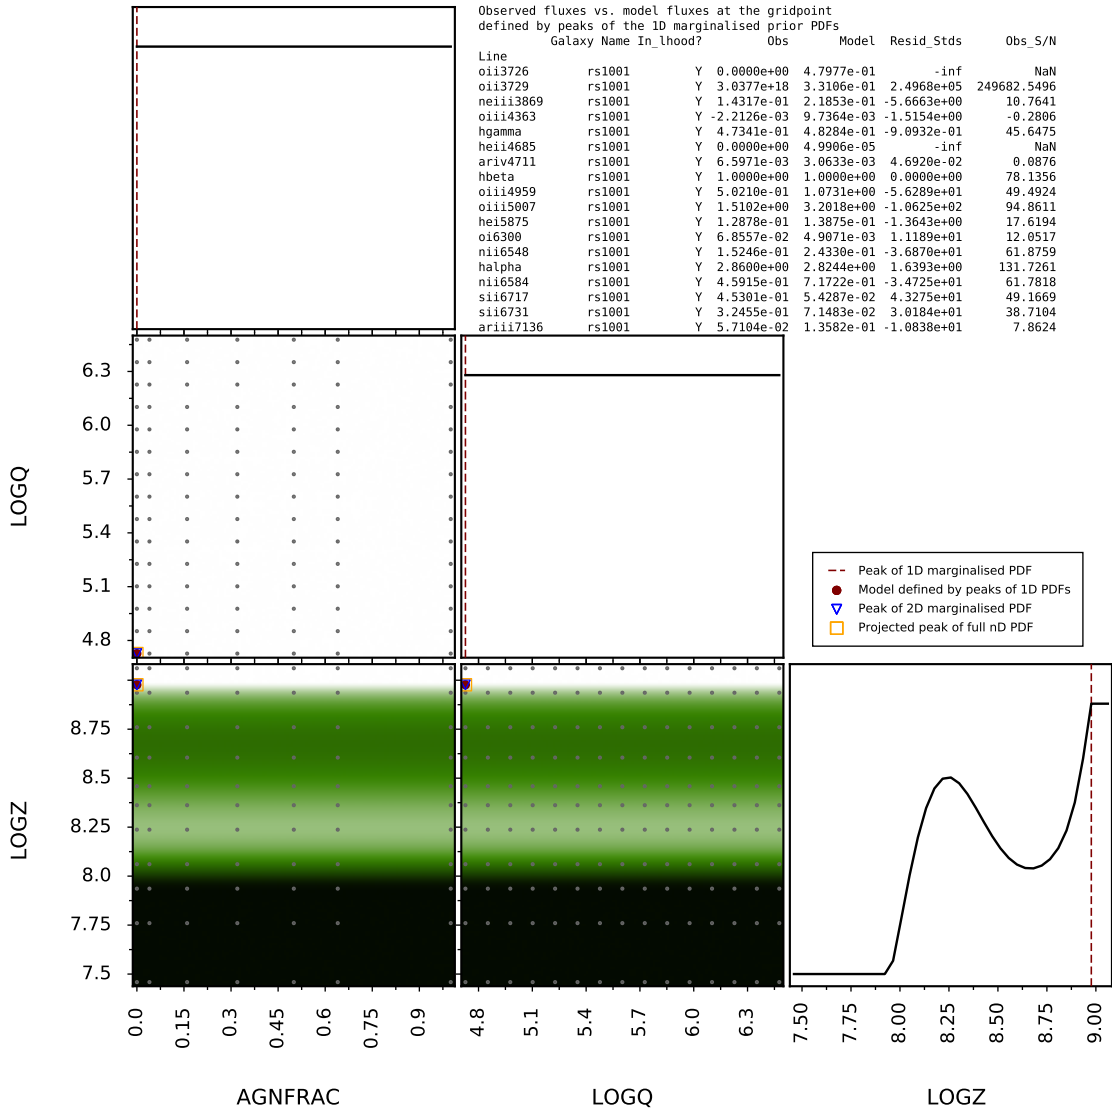 Observed fluxes vs. model fluxes at the gridpoint
defined by peaks of the 1D marginalised prior PDFs
Galaxy Name In_lhood? Obs Model Resid_Stds Obs_S/N
Line
oii3726 rs1001 Y 0.0000e+00 4.7977e-01 -inf NaN
oii3729 rs1001 Y 3.0377e+18 3.3106e-01 2.4968e+05 249682.5496
neiii3869 rs1001 Y 1.4317e-01 2.1853e-01 -5.6663e+00 10.7641
oiii4363 rs1001 Y -2.2126e-03 9.7364e-03 -1.5154e+00 -0.2806
hgamma rs1001 Y 4.7341e-01 4.8284e-01 -9.0932e-01 45.6475
heii4685 rs1001 Y 0.0000e+00 4.9906e-05 -inf NaN
ariv4711 rs1001 Y 6.5971e-03 3.0633e-03 4.6920e-02 0.0876
hbeta rs1001 Y 1.0000e+00 1.0000e+00 0.0000e+00 78.1356
oiii4959 rs1001 Y 5.0210e-01 1.0731e+00 -5.6289e+01 49.4924
oiii5007 rs1001 Y 1.5102e+00 3.2018e+00 -1.0625e+02 94.8611
hei5875 rs1001 Y 1.2878e-01 1.3875e-01 -1.3643e+00 17.6194
oi6300 rs1001 Y 6.8557e-02 4.9071e-03 1.1189e+01 12.0517
nii6548 rs1001 Y 1.5246e-01 2.4330e-01 -3.6870e+01 61.8759
halpha rs1001 Y 2.8600e+00 2.8244e+00 1.6393e+00 131.7261
nii6584 rs1001 Y 4.5915e-01 7.1722e-01 -3.4725e+01 61.7818
sii6717 rs1001 Y 4.5301e-01 5.4287e-02 4.3275e+01 49.1669
sii6731 rs1001 Y 3.2455e-01 7.1483e-02 3.0184e+01 38.7104
ariii7136 rs1001 Y 5.7104e-02 1.3582e-01 -1.0838e+01 7.8624
6.3
6.0
5.7
5.4
5.1
4.8
LOGQ
Peak of 1D marginalised PDF
Model defined by peaks of 1D PDFs
Peak of 2D marginalised PDF
Projected peak of full nD PDF
8.75
8.5
8.25
8.0
7.75
7.5
LOGZ
0.0 0.15 0.3 0.45 0.6 0.75 0.9
4.8 5.1 5.4 5.7 6.0 6.3
7.50 7.75 8.00 8.25 8.50 8.75 9.00
AGNFRAC
LOGQ
LOGZ